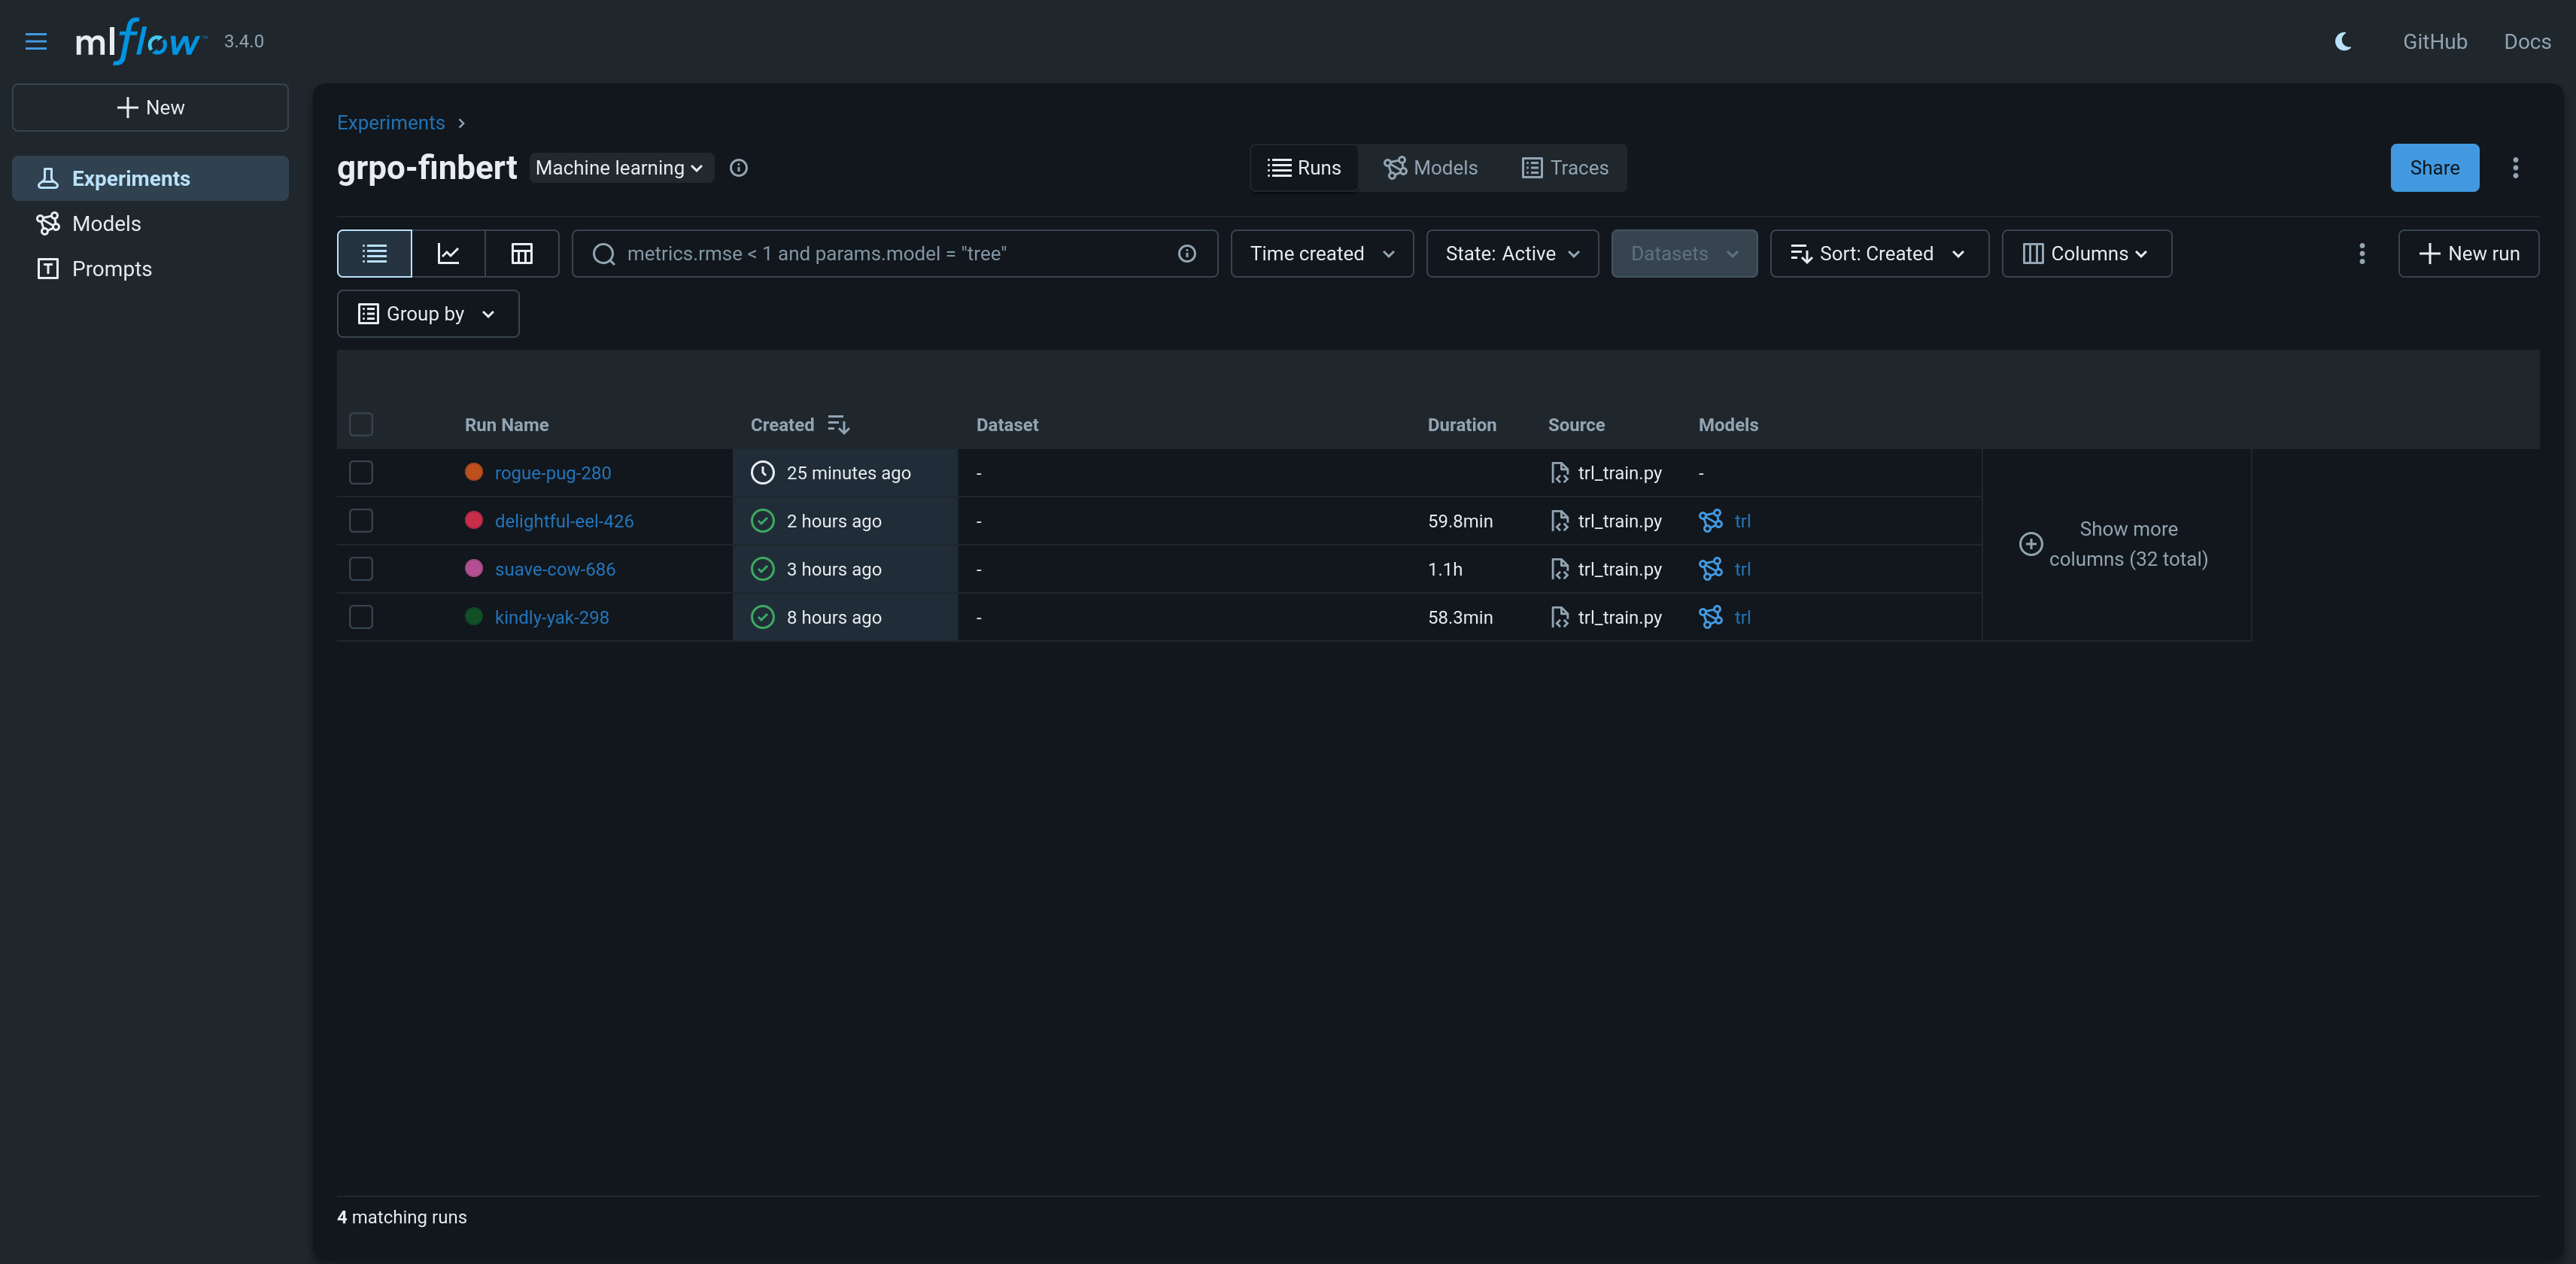 mlflow 3.4.0 GitHub Docs
New
Experiments
Models
Prompts
Experiments
grpo-finbert Machine learning Runs Models Traces Share
metrics.rmse < 1 and params.model = "tree" Time created State: Active Datasets Sort: Created Columns New run
Group by
Run Name Created Dataset Duration Source Models
rogue-pug-280 25 minutes ago - trl_train.py -
delightful-eel-426 2 hours ago - 59.8min trl_train.py trl
suave-cow-686 3 hours ago - 1.1h trl_train.py trl
kindly-yak-298 8 hours ago - 58.3min trl_train.py trl
Show more
columns (32 total)
4 matching runs